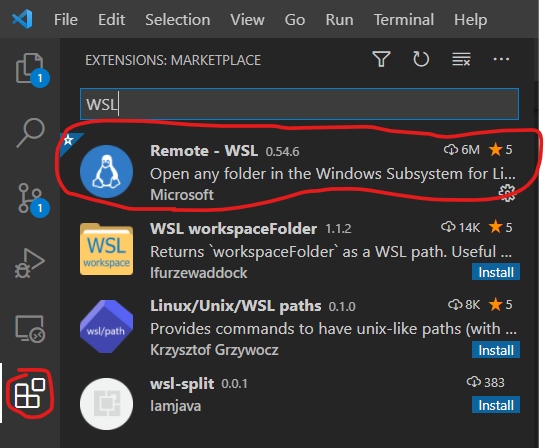 File Edit Selection View Go Run Terminal Help
EXTENSIONS: MARKETPLACE
1
WSL
Remote - WSL 0.54.6 6M 5
Open any folder in the Windows Subsystem for Li...
Microsoft
1
WSL workspaceFolder 1.1.2 14K 5
WSL
workspace
Returns `workspaceFolder` as a WSL path. Useful ...
lfurzewaddock Install
Linux/Unix/WSL paths 0.1.0 8K 5
wsl/path
Provides commands to have unix-like paths (with ...
Krzysztof Grzywocz Install
wsl-split 0.0.1 383
Iamjava Install